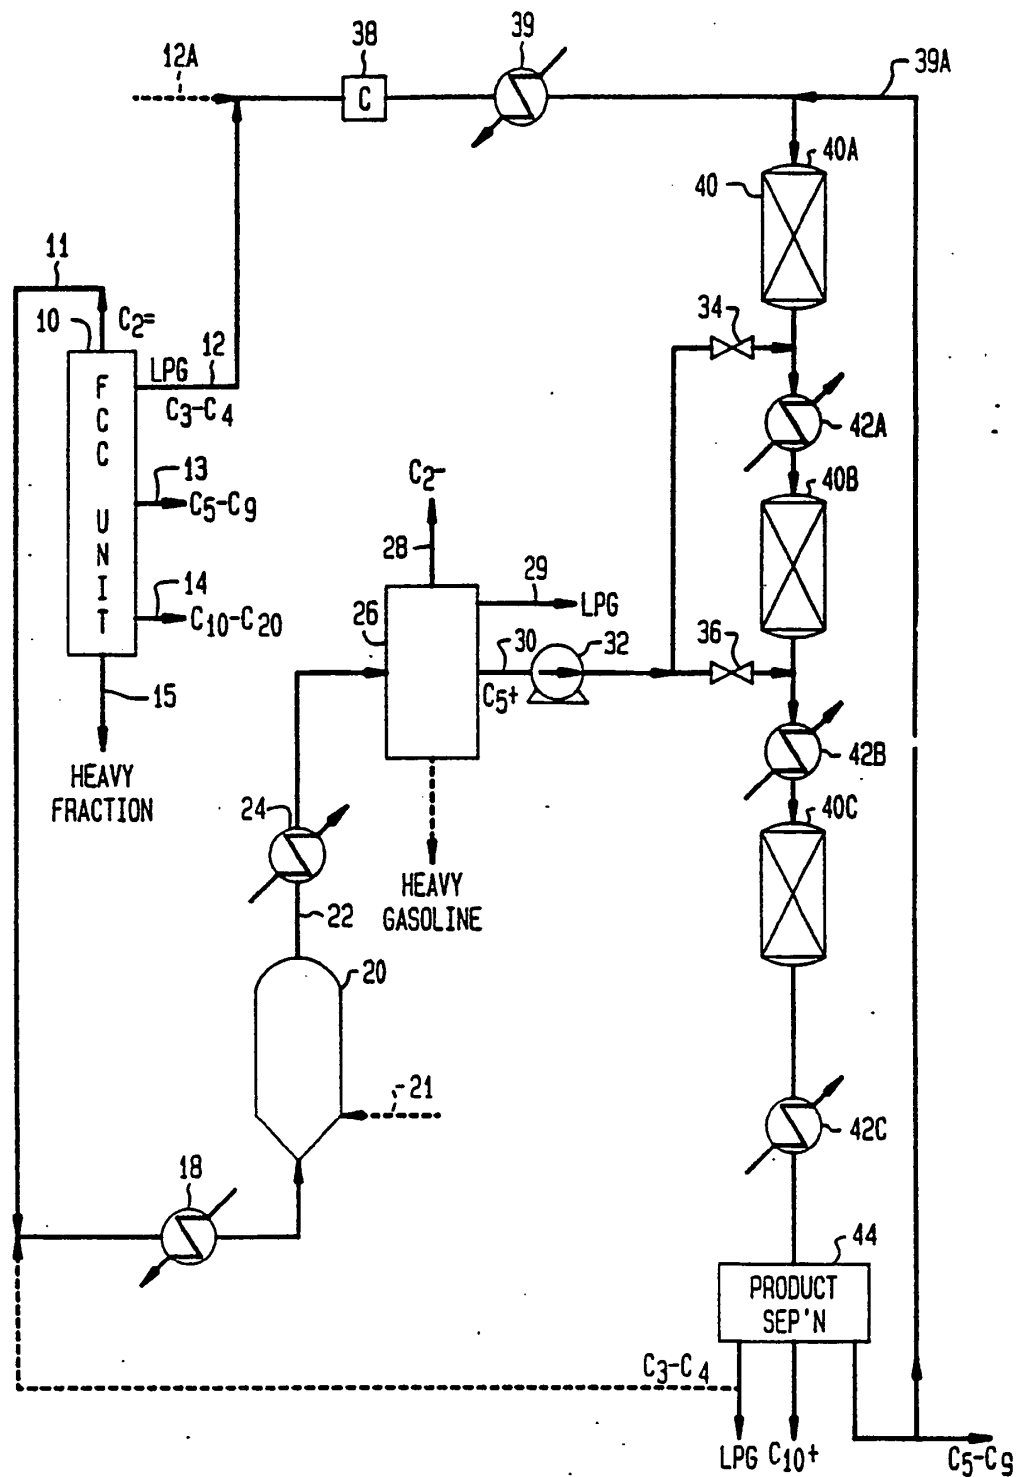 12A
38
39
39A
C
40A
40
11
10
C2=
12
LPG
C3-C4
34
FCC UNIT
42A
13
C5-C9
C2-
40B
28
29
LPG
14
C10-C20
26
30
32
36
C5+
15
42B
HEAVY
FRACTION
24
40C
HEAVY
GASOLINE
22
20
21
42C
18
44
PRODUCT
SEP'N
C3-C4
LPG
C10+
C5-C9